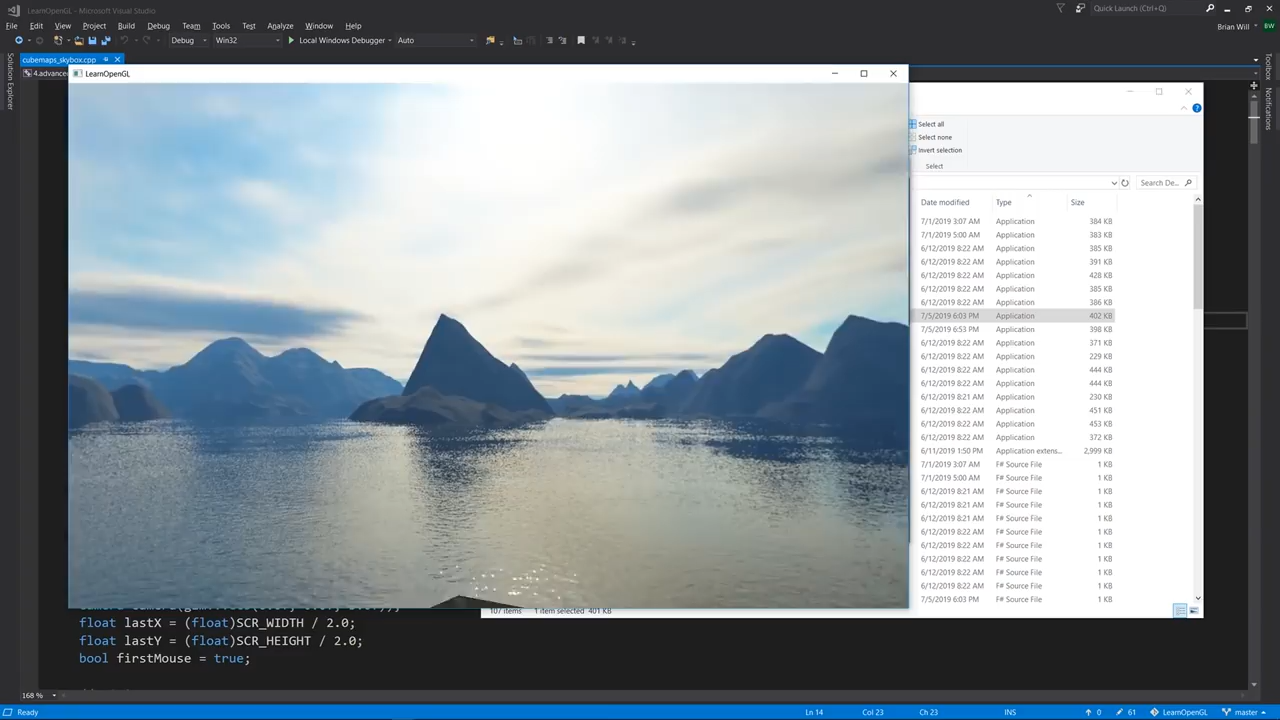 LearnOpenGL - Microsoft Visual Studio
Quick Launch (Ctrl+Q)
File Edit View Project Build Debug Team Tools Test Analyze Window Help
Brian Will BW
Debug Win32 Local Windows Debugger Auto
cubemaps_skybox.cpp
Solution Explorer
Toolbox
Notifications
LearnOpenGL
Select all
Select none
Invert selection
Select
Search De...
Date modified Type Size
7/1/2019 3:07 AM Application 384 KB
7/1/2019 5:00 AM Application 383 KB
6/12/2019 8:22 AM Application 385 KB
6/12/2019 8:22 AM Application 391 KB
6/12/2019 8:22 AM Application 428 KB
6/12/2019 8:22 AM Application 385 KB
6/12/2019 8:22 AM Application 386 KB
7/5/2019 6:03 PM Application 402 KB
7/5/2019 6:53 PM Application 398 KB
6/12/2019 8:22 AM Application 371 KB
6/12/2019 8:22 AM Application 229 KB
6/12/2019 8:22 AM Application 444 KB
6/12/2019 8:22 AM Application 444 KB
6/12/2019 8:21 AM Application 230 KB
6/12/2019 8:22 AM Application 451 KB
6/12/2019 8:22 AM Application 453 KB
6/12/2019 8:22 AM Application 372 KB
6/11/2019 1:50 PM Application extens... 2,999 KB
7/1/2019 3:07 AM F# Source File 1 KB
7/1/2019 5:00 AM F# Source File 1 KB
6/12/2019 8:21 AM F# Source File 1 KB
6/12/2019 8:21 AM F# Source File 1 KB
6/12/2019 8:21 AM F# Source File 1 KB
6/12/2019 8:22 AM F# Source File 1 KB
6/12/2019 8:22 AM F# Source File 1 KB
6/12/2019 8:22 AM F# Source File 1 KB
6/12/2019 8:22 AM F# Source File 1 KB
7/5/2019 6:03 PM F# Source File 1 KB
107 items 1 item selected 401 KB
float lastX = (float)SCR_WIDTH / 2.0;
float lastY = (float)SCR_HEIGHT / 2.0;
bool firstMouse = true;
168 %
Ready Ln 14 Col 23 Ch 23 INS 0 61 LearnOpenGL master